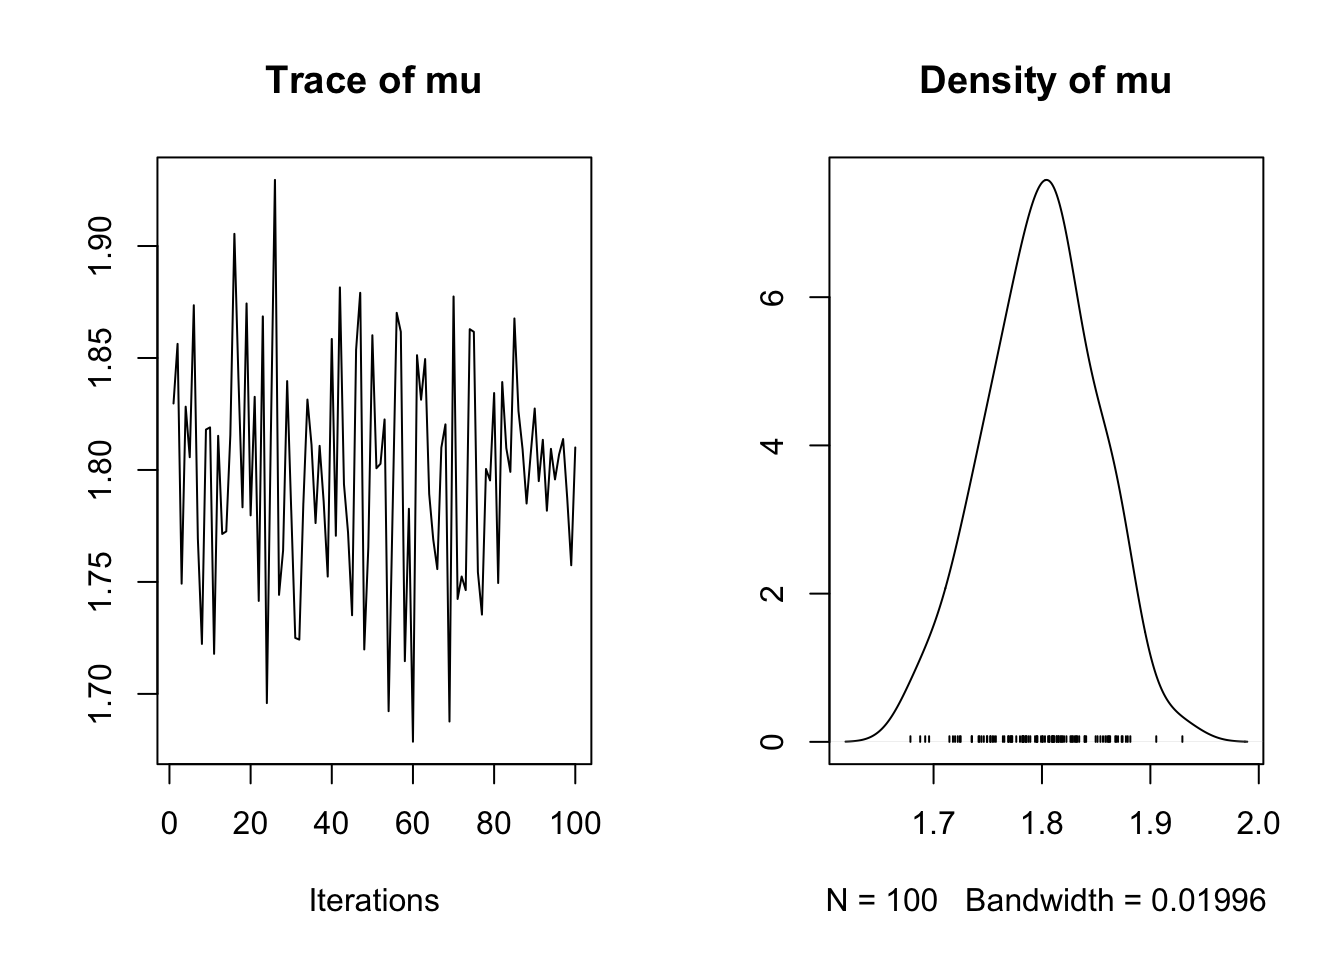 Trace of mu
1.90
1.85
1.80
1.75
1.70
0 20 40 60 80 100
Iterations
Density of mu
6
4
2
0
1.7 1.8 1.9 2.0
N = 100 Bandwidth = 0.01996